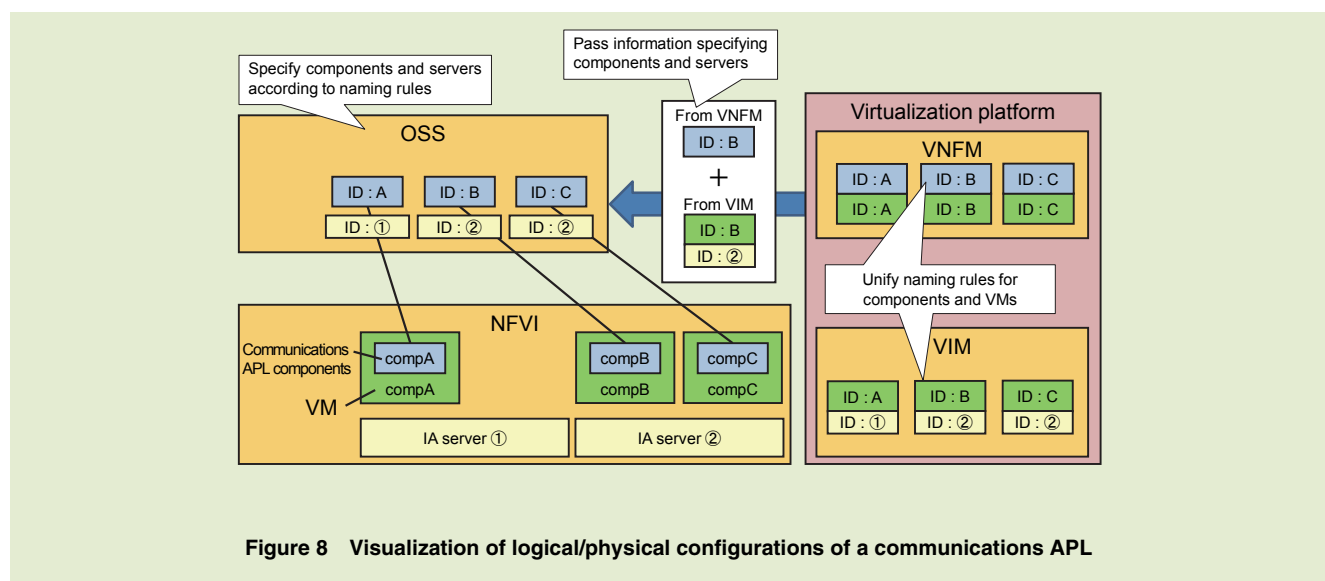 Specify components and servers
according to naming rules
Pass information specifying
components and servers
OSS
ID : A
ID : B
ID : C
ID : ①
ID : ②
ID : ②
From VNFM
ID : B
+
From VIM
ID : B
ID : ②
Virtualization platform
VNFM
ID : A
ID : B
ID : C
ID : A
ID : B
ID : C
Unify naming rules for
components and VMs
VIM
ID : A
ID : B
ID : C
ID : ①
ID : ②
ID : ②
NFVI
Communications
APL components
VM
compA
compA
compB
compB
compC
compC
IA server ①
IA server ②
Figure 8 Visualization of logical/physical configurations of a communications APL